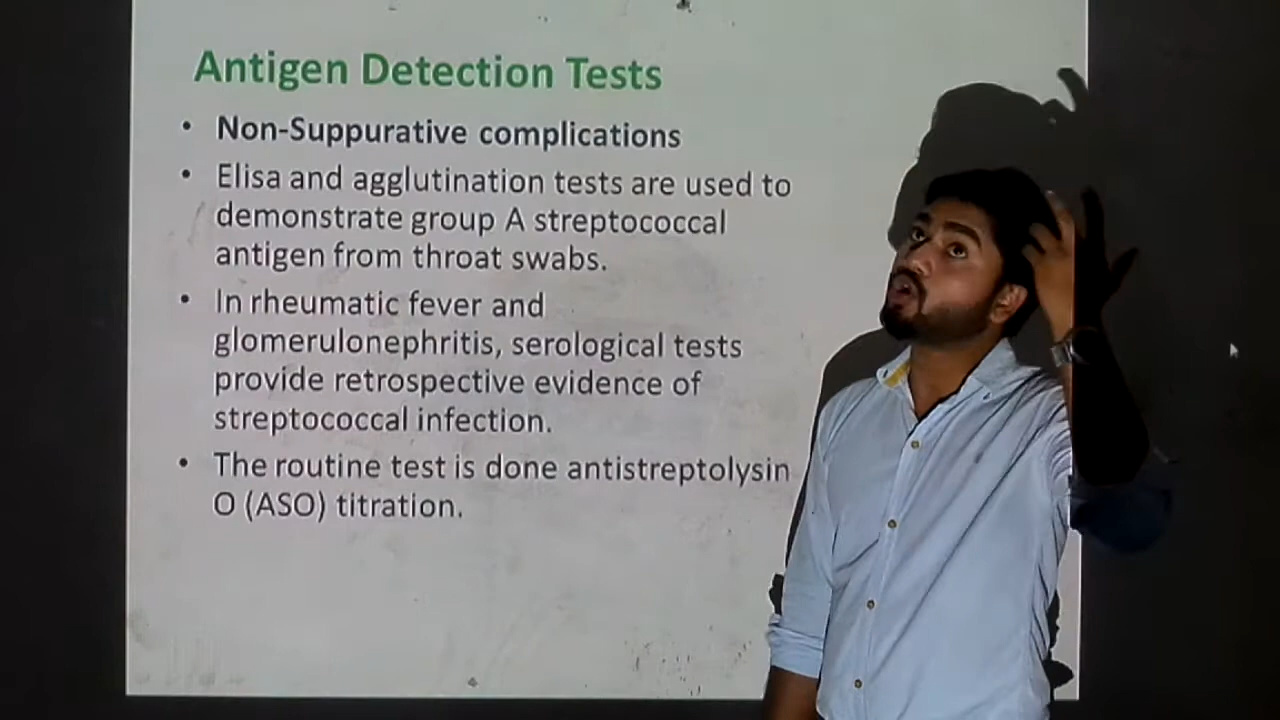 Antigen Detection Tests
• Non-Suppurative complications
• Elisa and agglutination tests are used to
demonstrate group A streptococcal
antigen from throat swabs.
• In rheumatic fever and
glomerulonephritis, serological tests
provide retrospective evidence of
streptococcal infection.
• The routine test is done antistreptolysin
O (ASO) titration.